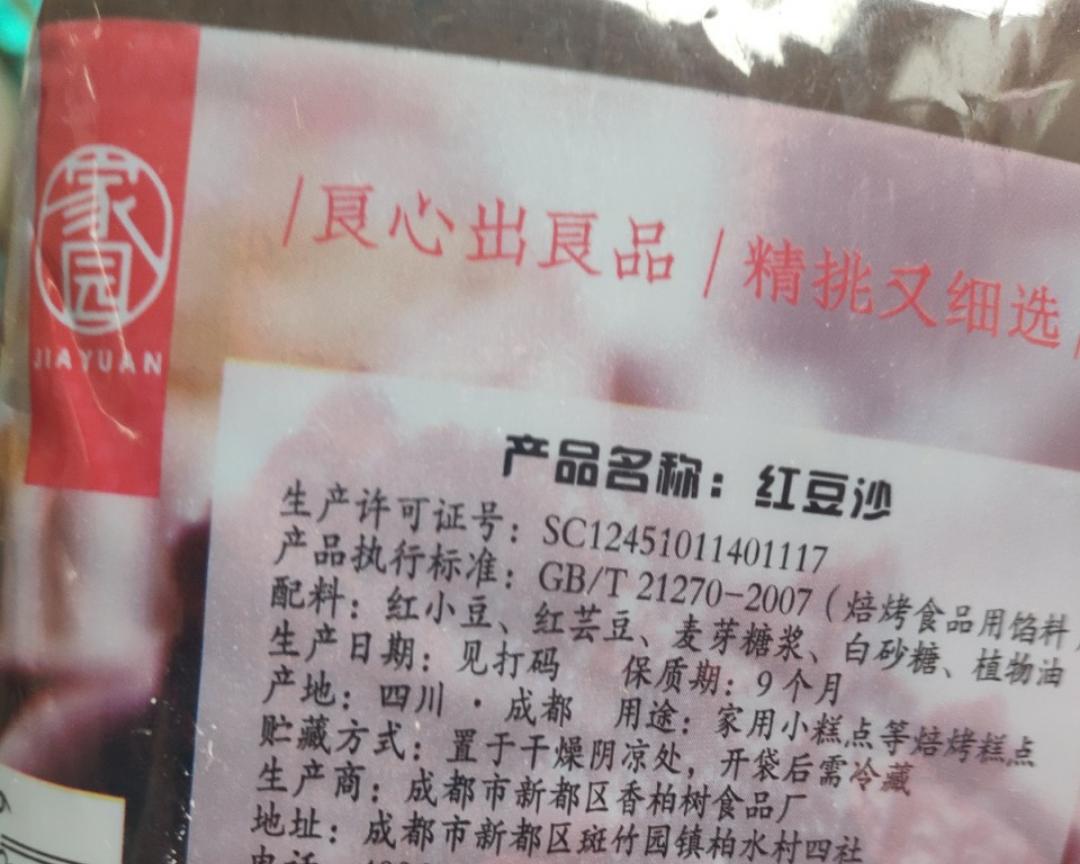 家园
JIAYUAN
/良心出良品/精挑又细选
产品名称：红豆沙
生产许可证号：SC12451011401117
产品执行标准：GB/T 21270-2007（焙烤食品用馅料
配料：红小豆、红芸豆、麦芽糖浆、白砂糖、植物油
生产日期：见打码 保质期：9个月
产地：四川·成都 用途：家用小糕点等焙烤糕点
贮藏方式：置于干燥阴凉处，开袋后需冷藏
生产商：成都市新都区香柏树食品厂
地址：成都市新都区斑竹园镇柏水村四社